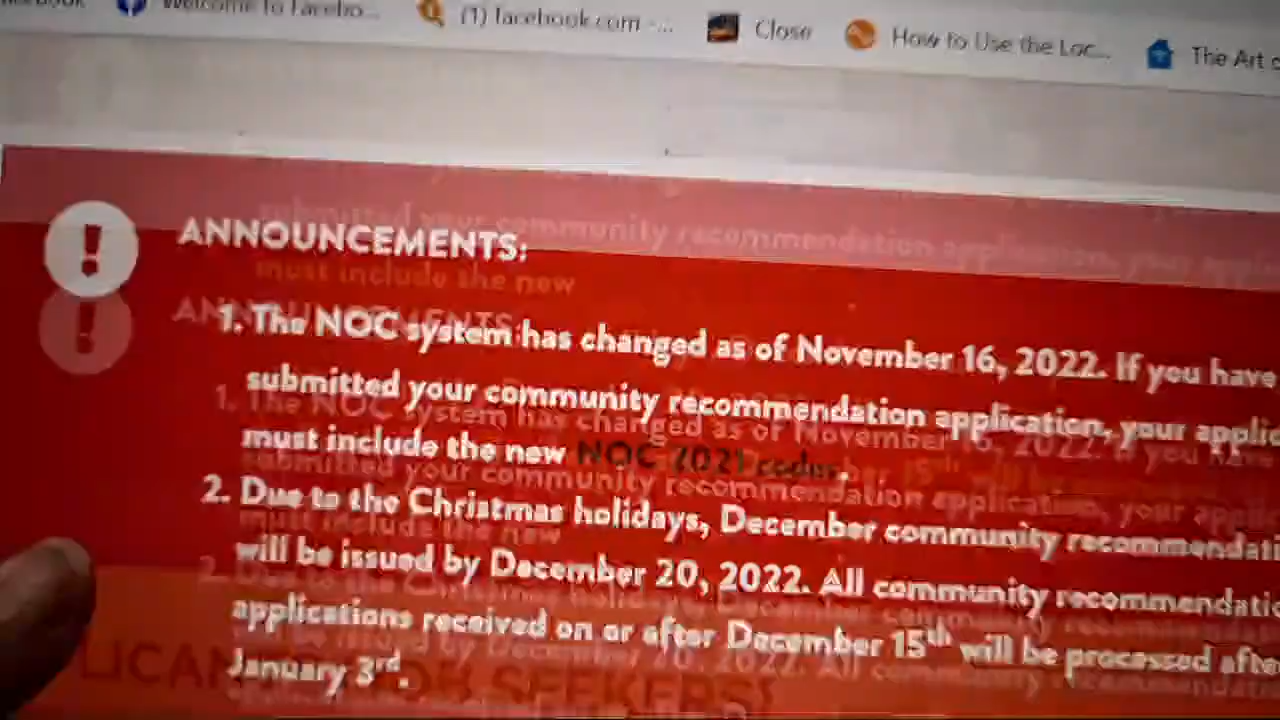 Welcome to Facebo...
(1) facebook.com -...
Close
How to Use the Loc...
The Art
ANNOUNCEMENTS:
1. The NOC system has changed as of November 16, 2022. If you have
submitted your community recommendation application, your applic
must include the new NOC 2021 codes.
2. Due to the Christmas holidays, December community recommendati
will be issued by December 20, 2022. All community recommendatio
applications received on or after December 15th will be processed afte
January 3rd.
SEEKERS!